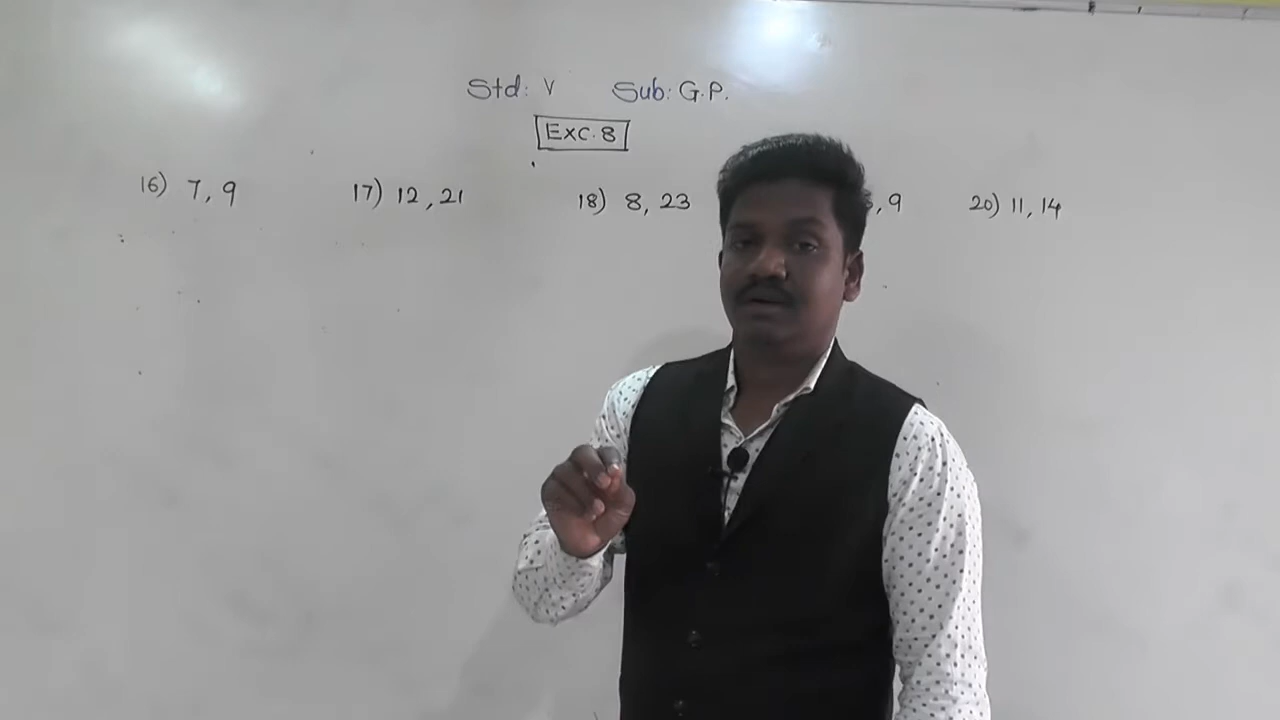 Std: V Sub: G.P.
Exc. 8
16) 7, 9 17) 12, 21 18) 8, 23 , 9 20) 11, 14